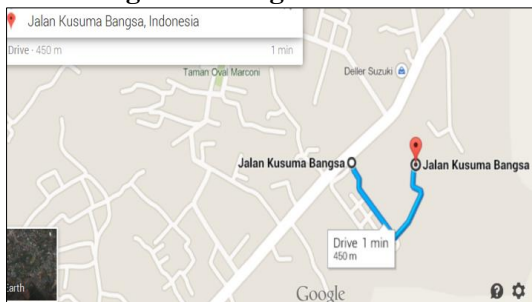 Jalan Kusuma Bangsa, Indonesia
Drive - 450 m 1 min
Taman Oval Marconi
Deller Suzuki
Jalan Kusuma Bangsa
Jalan Kusuma Bangsa
Drive 1 min
450 m
Earth
Google